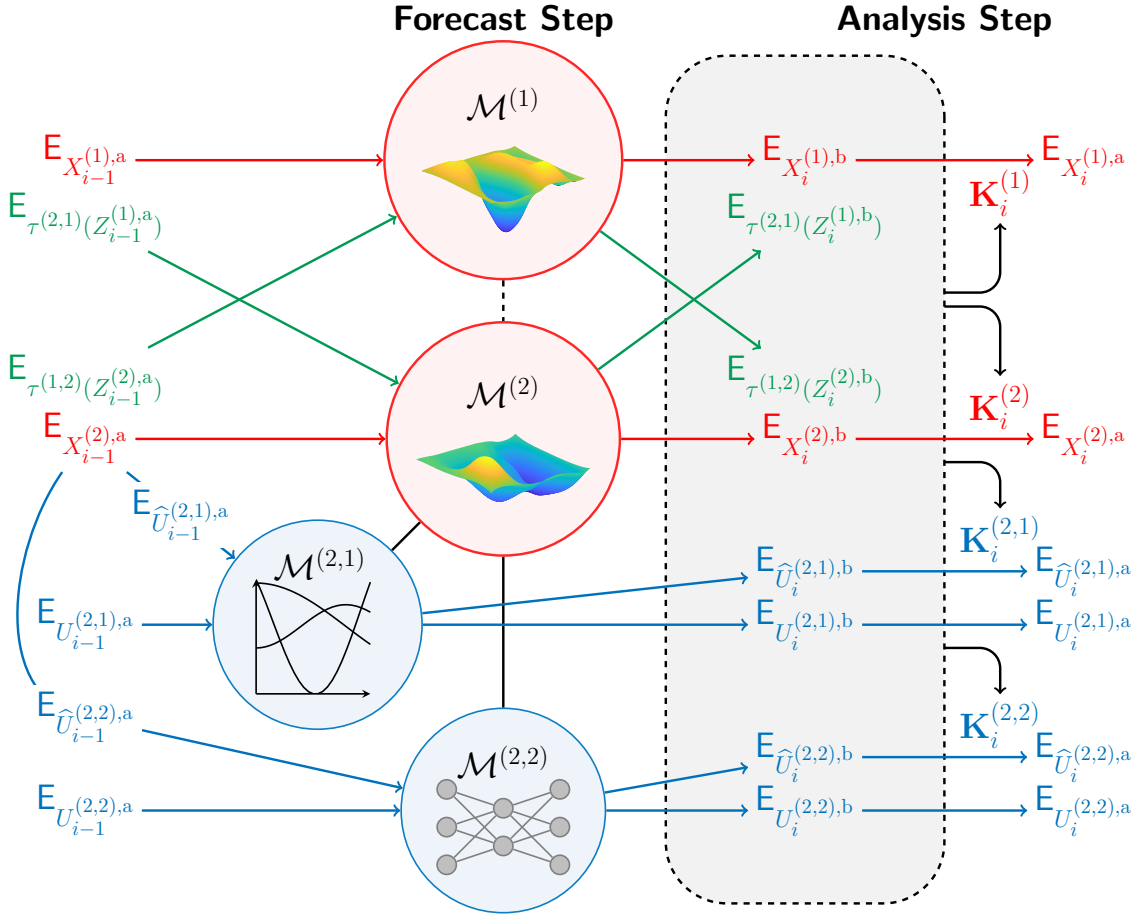 Forecast Step
Analysis Step
ℳ^(1)
E_{X_{i-1}^{(1),a}}
E_{X_i^{(1),b}}
E_{X_i^{(1),a}}
K_i^{(1)}
E_{τ^{(2,1)}(Z_{i-1}^{(1),a})}
E_{τ^{(2,1)}(Z_i^{(1),b})}
E_{τ^{(1,2)}(Z_{i-1}^{(2),a})}
E_{τ^{(1,2)}(Z_i^{(2),b})}
ℳ^(2)
K_i^{(2)}
E_{X_{i-1}^{(2),a}}
E_{X_i^{(2),b}}
E_{X_i^{(2),a}}
E_{Û_{i-1}^{(2,1),a}}
K_i^{(2,1)}
ℳ^(2,1)
E_{Û_i^{(2,1),b}}
E_{Û_i^{(2,1),a}}
E_{U_{i-1}^{(2,1),a}}
E_{U_i^{(2,1),b}}
E_{U_i^{(2,1),a}}
E_{Û_{i-1}^{(2,2),a}}
K_i^{(2,2)}
ℳ^(2,2)
E_{Û_i^{(2,2),b}}
E_{Û_i^{(2,2),a}}
E_{U_{i-1}^{(2,2),a}}
E_{U_i^{(2,2),b}}
E_{U_i^{(2,2),a}}